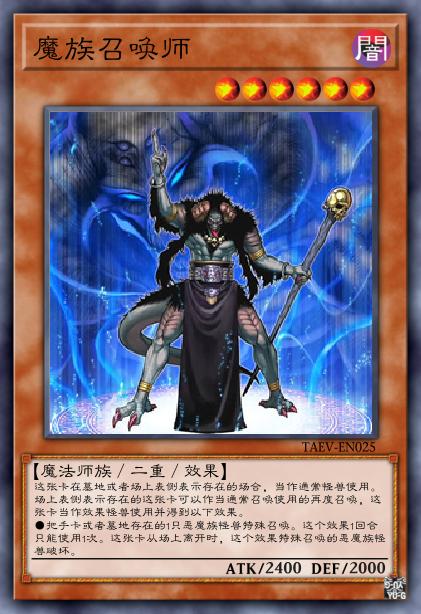 魔族召唤师
闇
TAEV-EN025
【魔法师族／二重／效果】
这张卡在墓地或者场上表侧表示存在的场合，当作通常怪兽使用。
场上表侧表示存在的这张卡可以作当通常召唤使用的再度召唤，这
张卡当作效果怪兽使用并得到以下效果。
●把手卡或者墓地存在的1只恶魔族怪兽特殊召唤。这个效果1回合
只能使用1次。这张卡从场上离开时，这个效果特殊召唤的恶魔族怪
兽破坏。
ATK/2400 DEF/2000